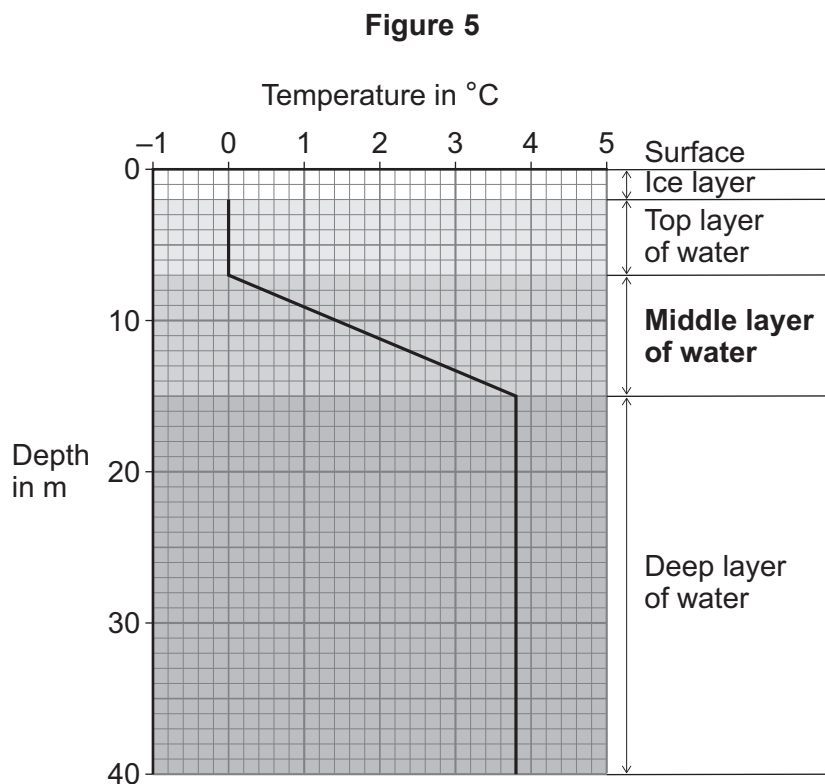 Figure 5
Temperature in °C
–1 0 1 2 3 4 5
0
Surface
Ice layer
Top layer
of water
10
Middle layer
of water
Depth
in m
20
Deep layer
of water
30
40